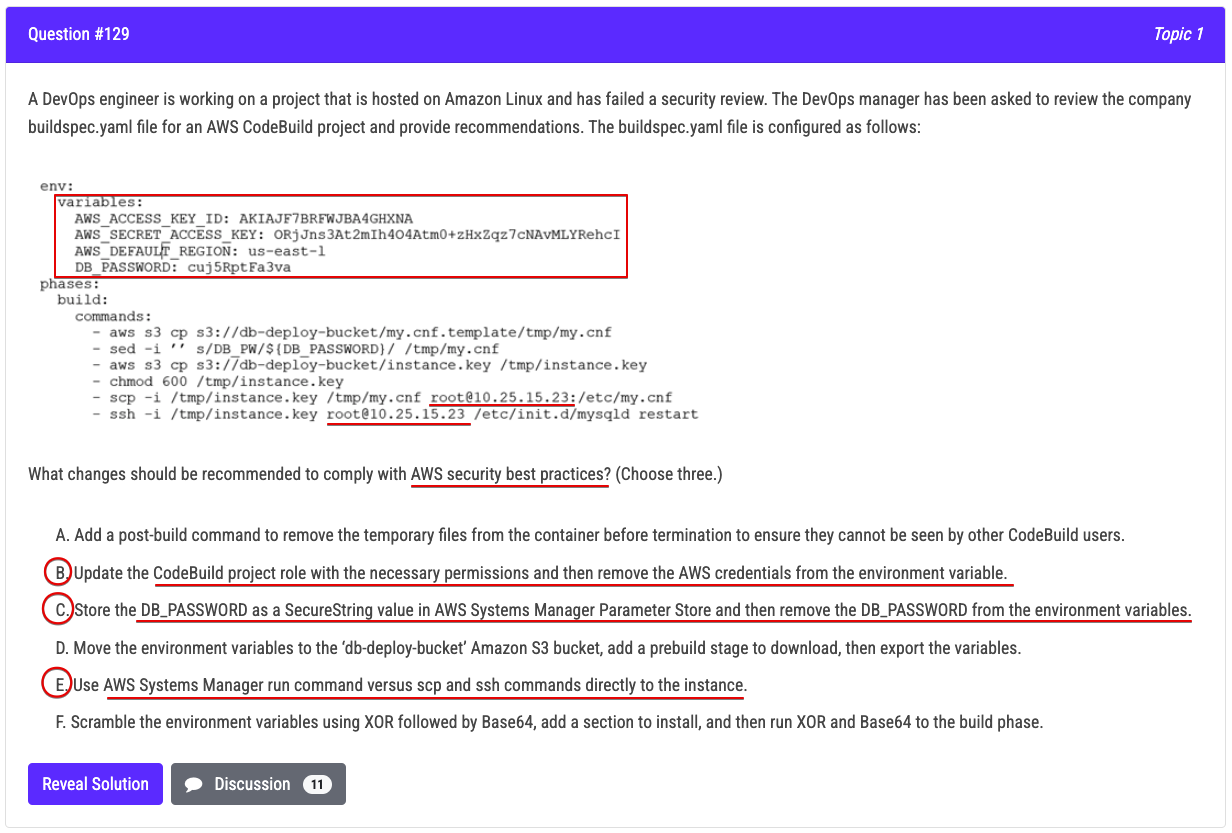 Question #129
Topic 1
A DevOps engineer is working on a project that is hosted on Amazon Linux and has failed a security review. The DevOps manager has been asked to review the company
buildspec.yaml file for an AWS CodeBuild project and provide recommendations. The buildspec.yaml file is configured as follows:
env:
variables:
AWS_ACCESS_KEY_ID: AKIAJF7BRFWJBA4GHXNA
AWS_SECRET_ACCESS_KEY: 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
AWS_DEFAULT_REGION: us-east-1
DB_PASSWORD: cuj5RptFa3va
phases:
build:
commands:
- aws s3 cp s3://db-deploy-bucket/my.cnf.template/tmp/my.cnf
- sed -i '' s/DB_PW/${DB_PASSWORD}/ /tmp/my.cnf
- aws s3 cp s3://db-deploy-bucket/instance.key /tmp/instance.key
- chmod 600 /tmp/instance.key
- scp -i /tmp/instance.key /tmp/my.cnf root@10.25.15.23:/etc/my.cnf
- ssh -i /tmp/instance.key root@10.25.15.23 /etc/init.d/mysqld restart
What changes should be recommended to comply with AWS security best practices? (Choose three.)
A. Add a post-build command to remove the temporary files from the container before termination to ensure they cannot be seen by other CodeBuild users.
B. Update the CodeBuild project role with the necessary permissions and then remove the AWS credentials from the environment variable.
C. Store the DB_PASSWORD as a SecureString value in AWS Systems Manager Parameter Store and then remove the DB_PASSWORD from the environment variables.
D. Move the environment variables to the 'db-deploy-bucket' Amazon S3 bucket, add a prebuild stage to download, then export the variables.
E. Use AWS Systems Manager run command versus scp and ssh commands directly to the instance.
F. Scramble the environment variables using XOR followed by Base64, add a section to install, and then run XOR and Base64 to the build phase.
Reveal Solution
Discussion 11